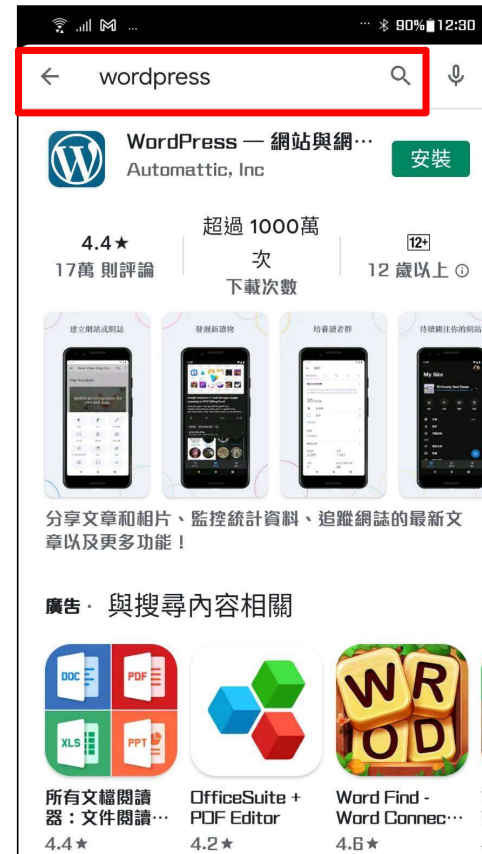 … … 90% 12:30
wordpress
WordPress — 網站與網…
Automattic, Inc
安裝
4.4★
17萬 則評論
超過 1000萬
次
下載次數
12+
12 歲以上
建立網站或網誌
發掘新讀物
培養讀者群
持續關注你的網站
My Site
分享文章和相片、監控統計資料、追蹤網誌的最新文
章以及更多功能！
廣告 · 與搜尋內容相關
DOC
PDF
XLS
PPT
W R
O D
所有文檔閱讀
器：文件閱讀…
4.4★
OfficeSuite +
PDF Editor
4.2★
Word Find -
Word Connec…
4.6★